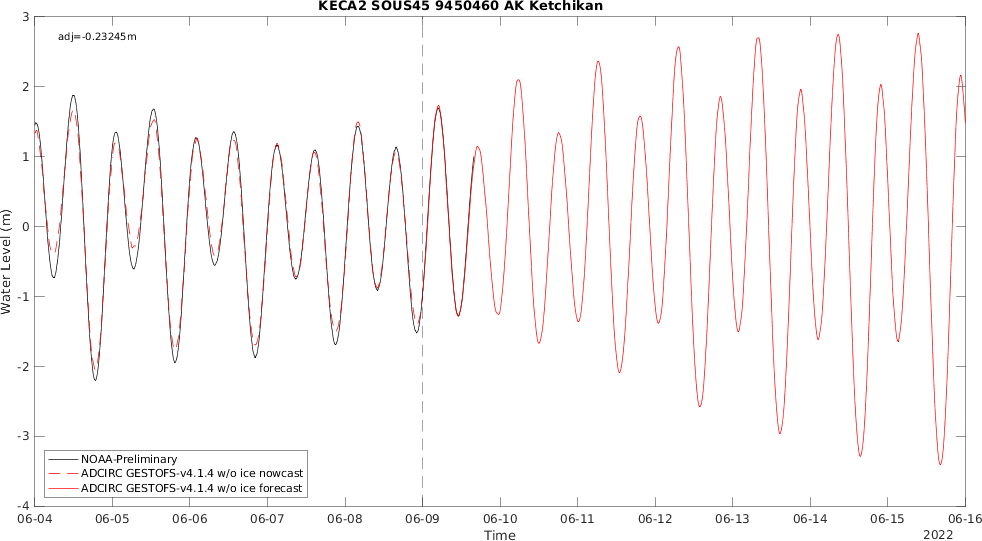 KECA2 SOUS45 9450460 AK Ketchikan
adj=-0.23245m
3
2
1
0
-1
-2
-3
-4
Water Level (m)
NOAA-Preliminary
ADCIRC GESTOFS-v4.1.4 w/o ice nowcast
ADCIRC GESTOFS-v4.1.4 w/o ice forecast
06-04 06-05 06-06 06-07 06-08 06-09 06-10 06-11 06-12 06-13 06-14 06-15 06-16
Time
2022